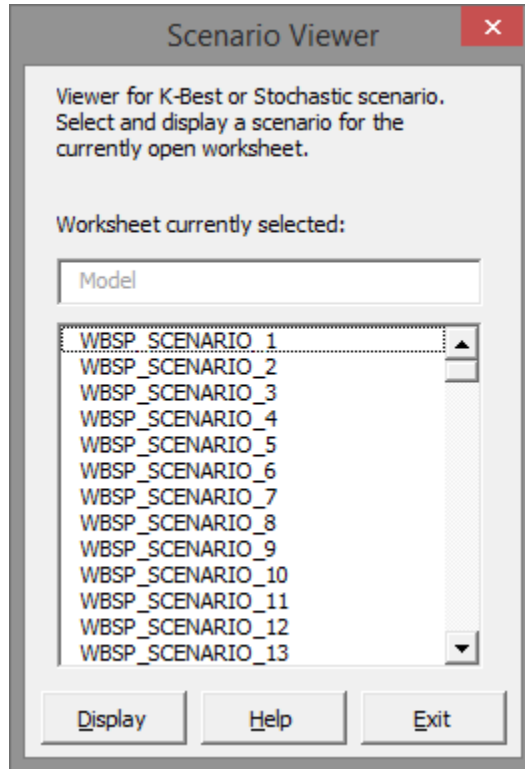 Scenario Viewer
Viewer for K-Best or Stochastic scenario.
Select and display a scenario for the
currently open worksheet.
Worksheet currently selected:
Model
WBSP_SCENARIO_1
WBSP_SCENARIO_2
WBSP_SCENARIO_3
WBSP_SCENARIO_4
WBSP_SCENARIO_5
WBSP_SCENARIO_6
WBSP_SCENARIO_7
WBSP_SCENARIO_8
WBSP_SCENARIO_9
WBSP_SCENARIO_10
WBSP_SCENARIO_11
WBSP_SCENARIO_12
WBSP_SCENARIO_13
Display Help Exit